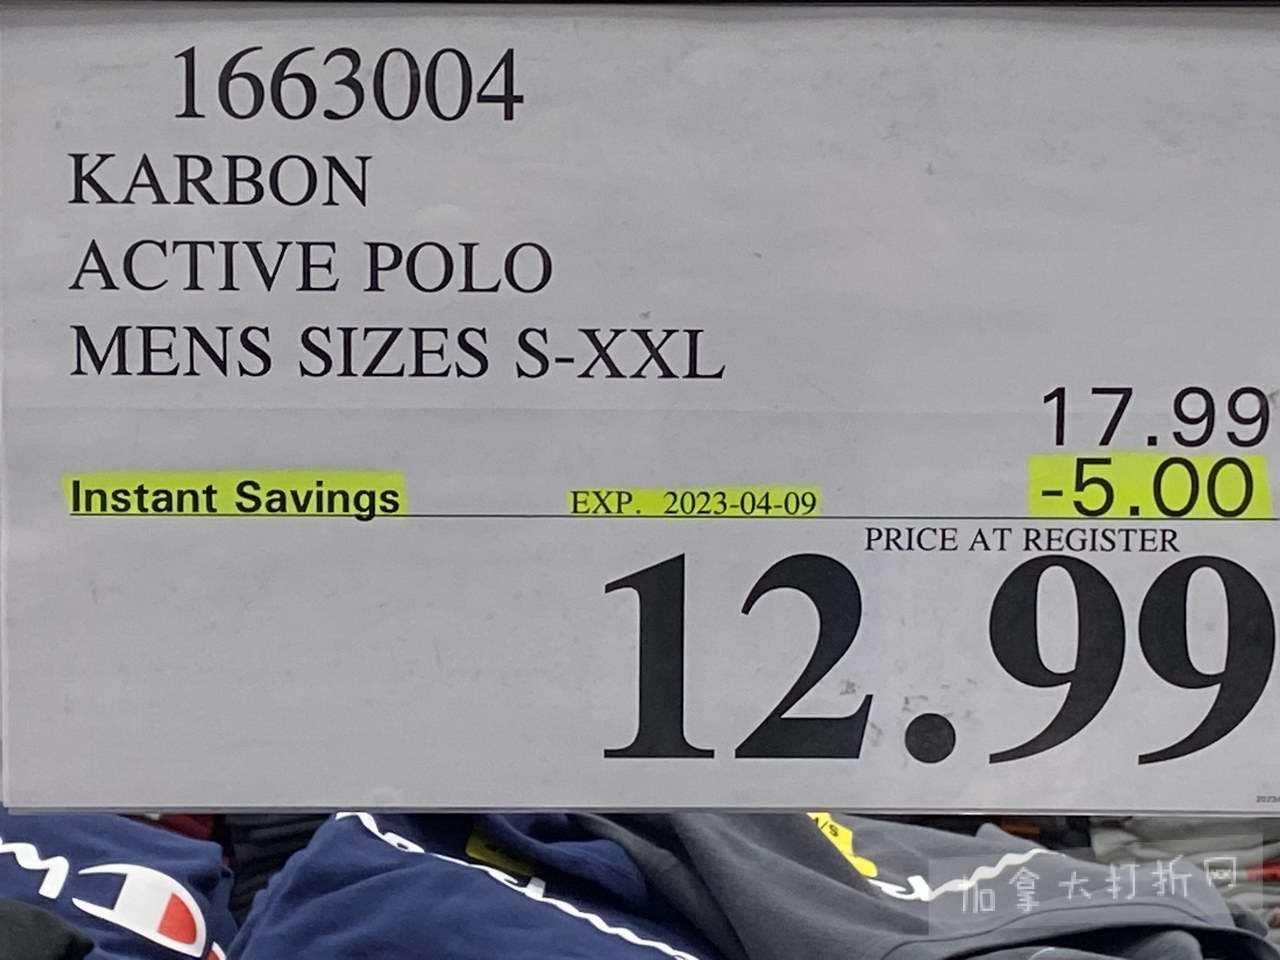 1663004
KARBON
ACTIVE POLO
MENS SIZES S-XXL
17.99
Instant Savings EXP. 2023-04-09 -5.00
PRICE AT REGISTER
12.99
加拿大打折网